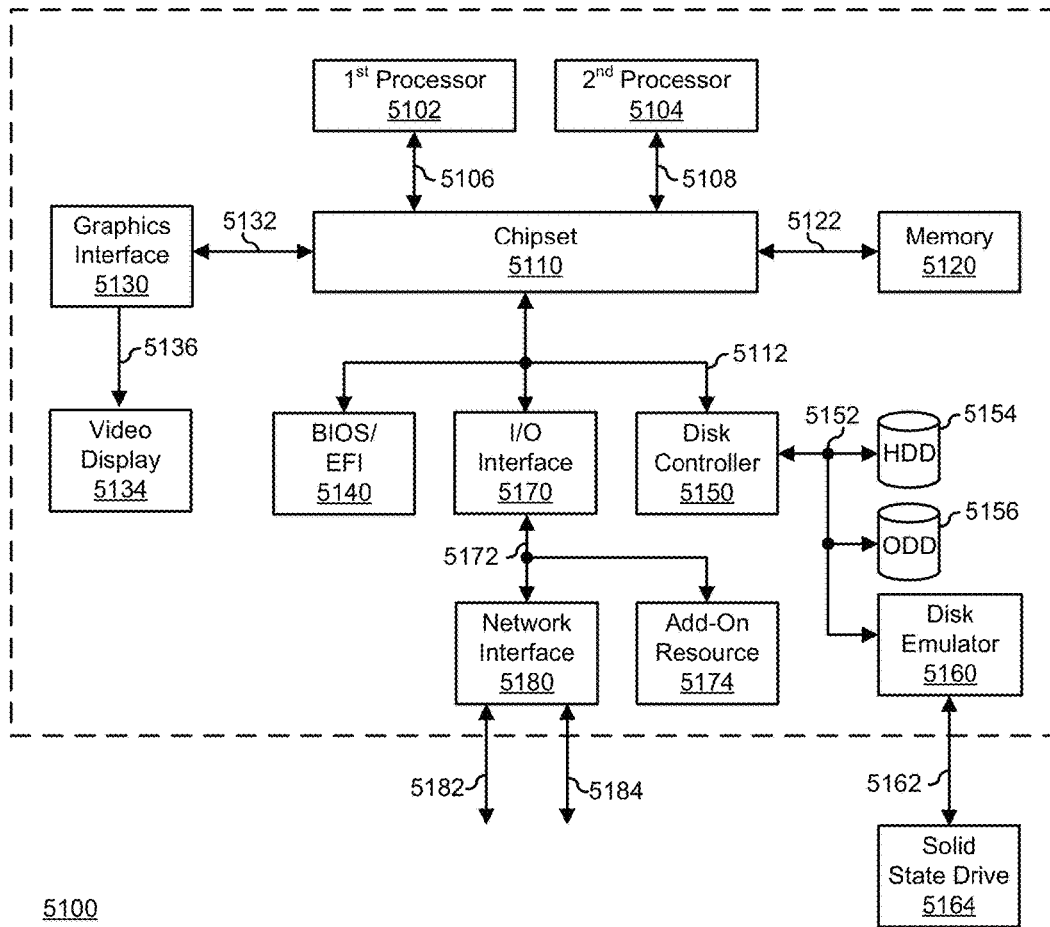 1st Processor
5102
2nd Processor
5104
5106
5108
Graphics
Interface
5130
5132
Chipset
5110
5122
Memory
5120
5136
5112
Video
Display
5134
BIOS/
EFI
5140
I/O
Interface
5170
Disk
Controller
5150
5152
HDD
5154
ODD
5156
5172
Network
Interface
5180
Add-On
Resource
5174
Disk
Emulator
5160
5182
5184
5162
Solid
State Drive
5164
5100